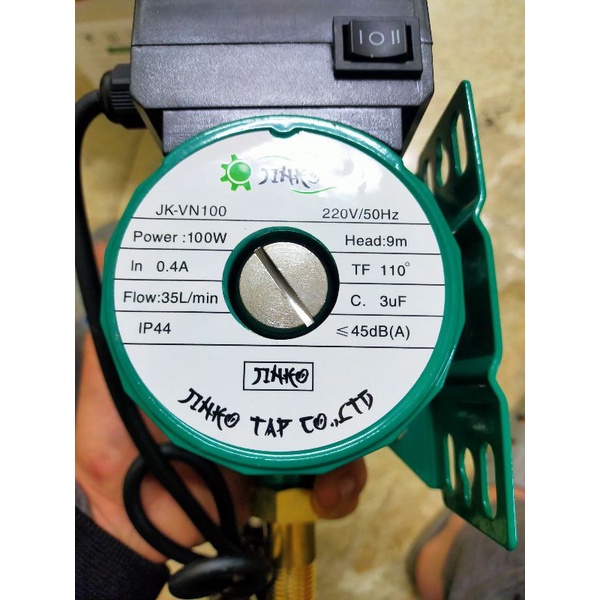 I O II
JINKO
JK-VN100 220V/50Hz
Power :100W Head:9m
In 0.4A TF 110°
Flow:35L/min C. 3uF
IP44 ≤45dB(A)
JINKO
JINKO TAP CO.,LTD